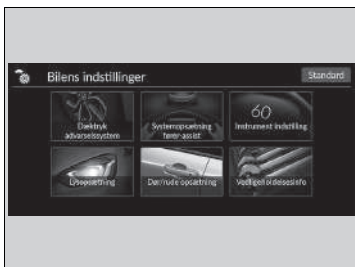 Bilens indstillinger
Standard
Dæktryk
advarselssystem
Systemopsætning
fører-assist
60
Instrument indstilling
Lysopsætning
Dør/rude opsætning
Vedligeholdelsesinfo